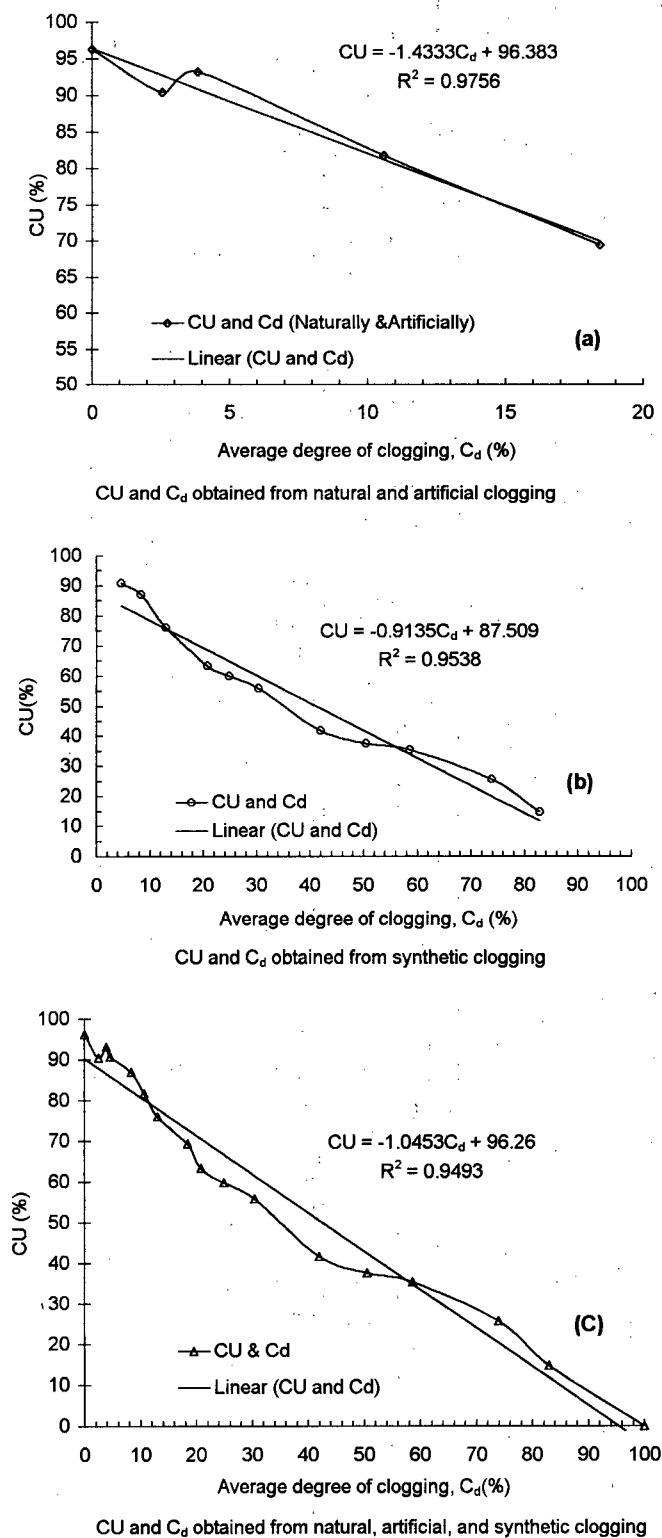 100
95
90
85
80
75
70
65
60
55
50
CU (%)
CU = -1.4333Cd + 96.383
R2 = 0.9756
CU and Cd (Naturally &Artificially)
Linear (CU and Cd)
(a)
0 5 10 15 20
Average degree of clogging, Cd (%)
CU and Cd obtained from natural and artificial clogging
100
90
80
70
60
50
40
30
20
10
0
CU(%)
CU = -0.9135Cd + 87.509
R2 = 0.9538
CU and Cd
Linear (CU and Cd)
(b)
0 10 20 30 40 50 60 70 80 90 100
Average degree of clogging, Cd (%)
CU and Cd obtained from synthetic clogging
100
90
80
70
60
50
40
30
20
10
0
CU (%)
CU = -1.0453Cd + 96.26
R2 = 0.9493
CU & Cd
Linear (CU and Cd)
(C)
0 10 20 30 40 50 60 70 80 90 100
Average degree of clogging, Cd(%)
CU and Cd obtained from natural, artificial, and synthetic clogging